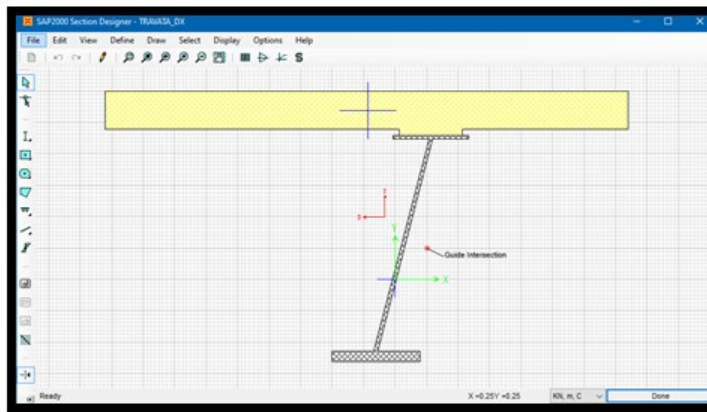 SAP2000 Section Designer - TRAVATA_DX
File Edit View Define Draw Select Display Options Help
S
Y
X
Guide Intersection
Ready
X +0.25Y +0.25
KN, m, C
Done